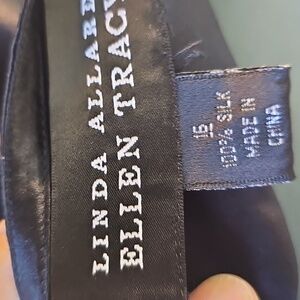 LINDA ALLARD
ELLEN TRACY
16
100% SILK
MADE IN
CHINA